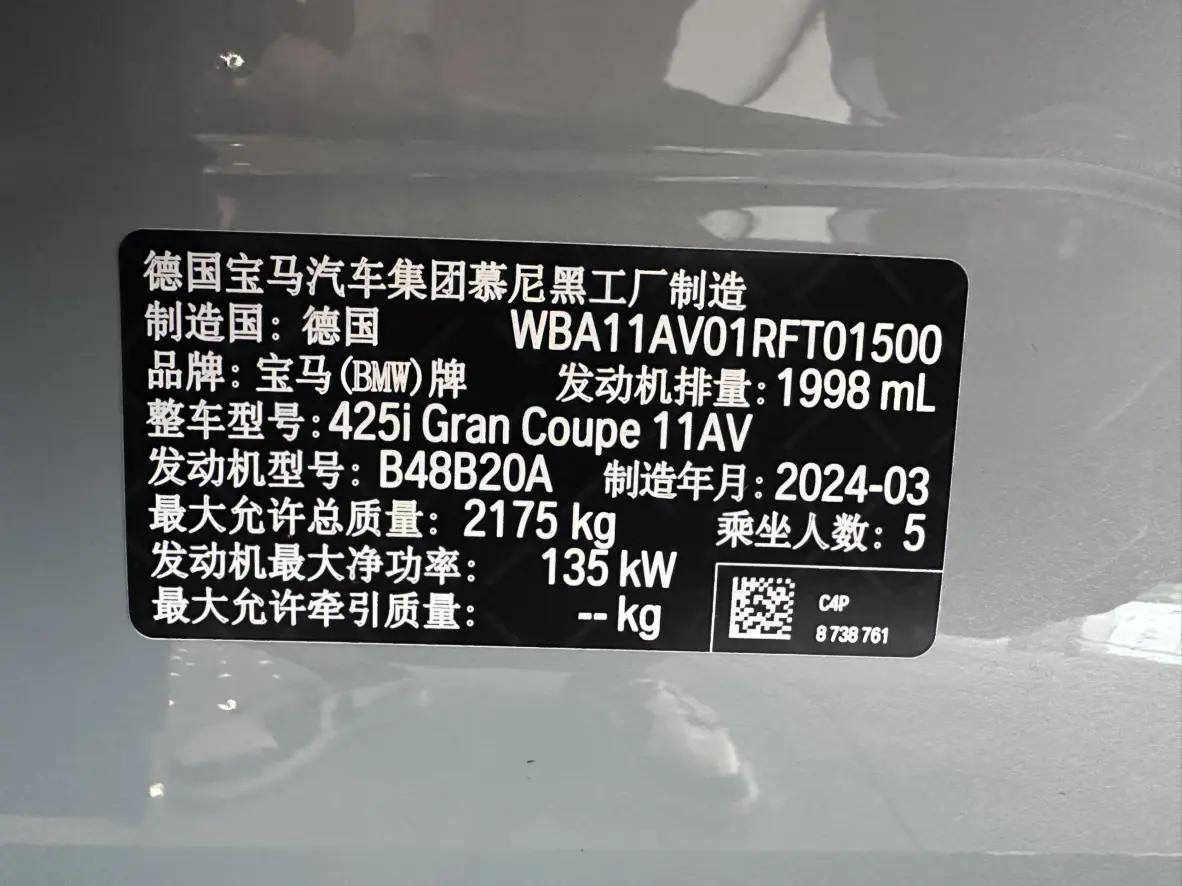 德国宝马汽车集团慕尼黑工厂制造
制造国：德国 WBA11AV01RFT01500
品牌：宝马(BMW)牌 发动机排量：1998 mL
整车型号：425i Gran Coupe 11AV
发动机型号：B48B20A 制造年月：2024-03
最大允许总质量：2175 kg 乘坐人数：5
发动机最大净功率：135 kW
最大允许牵引质量：-- kg
C4P
8 738 761